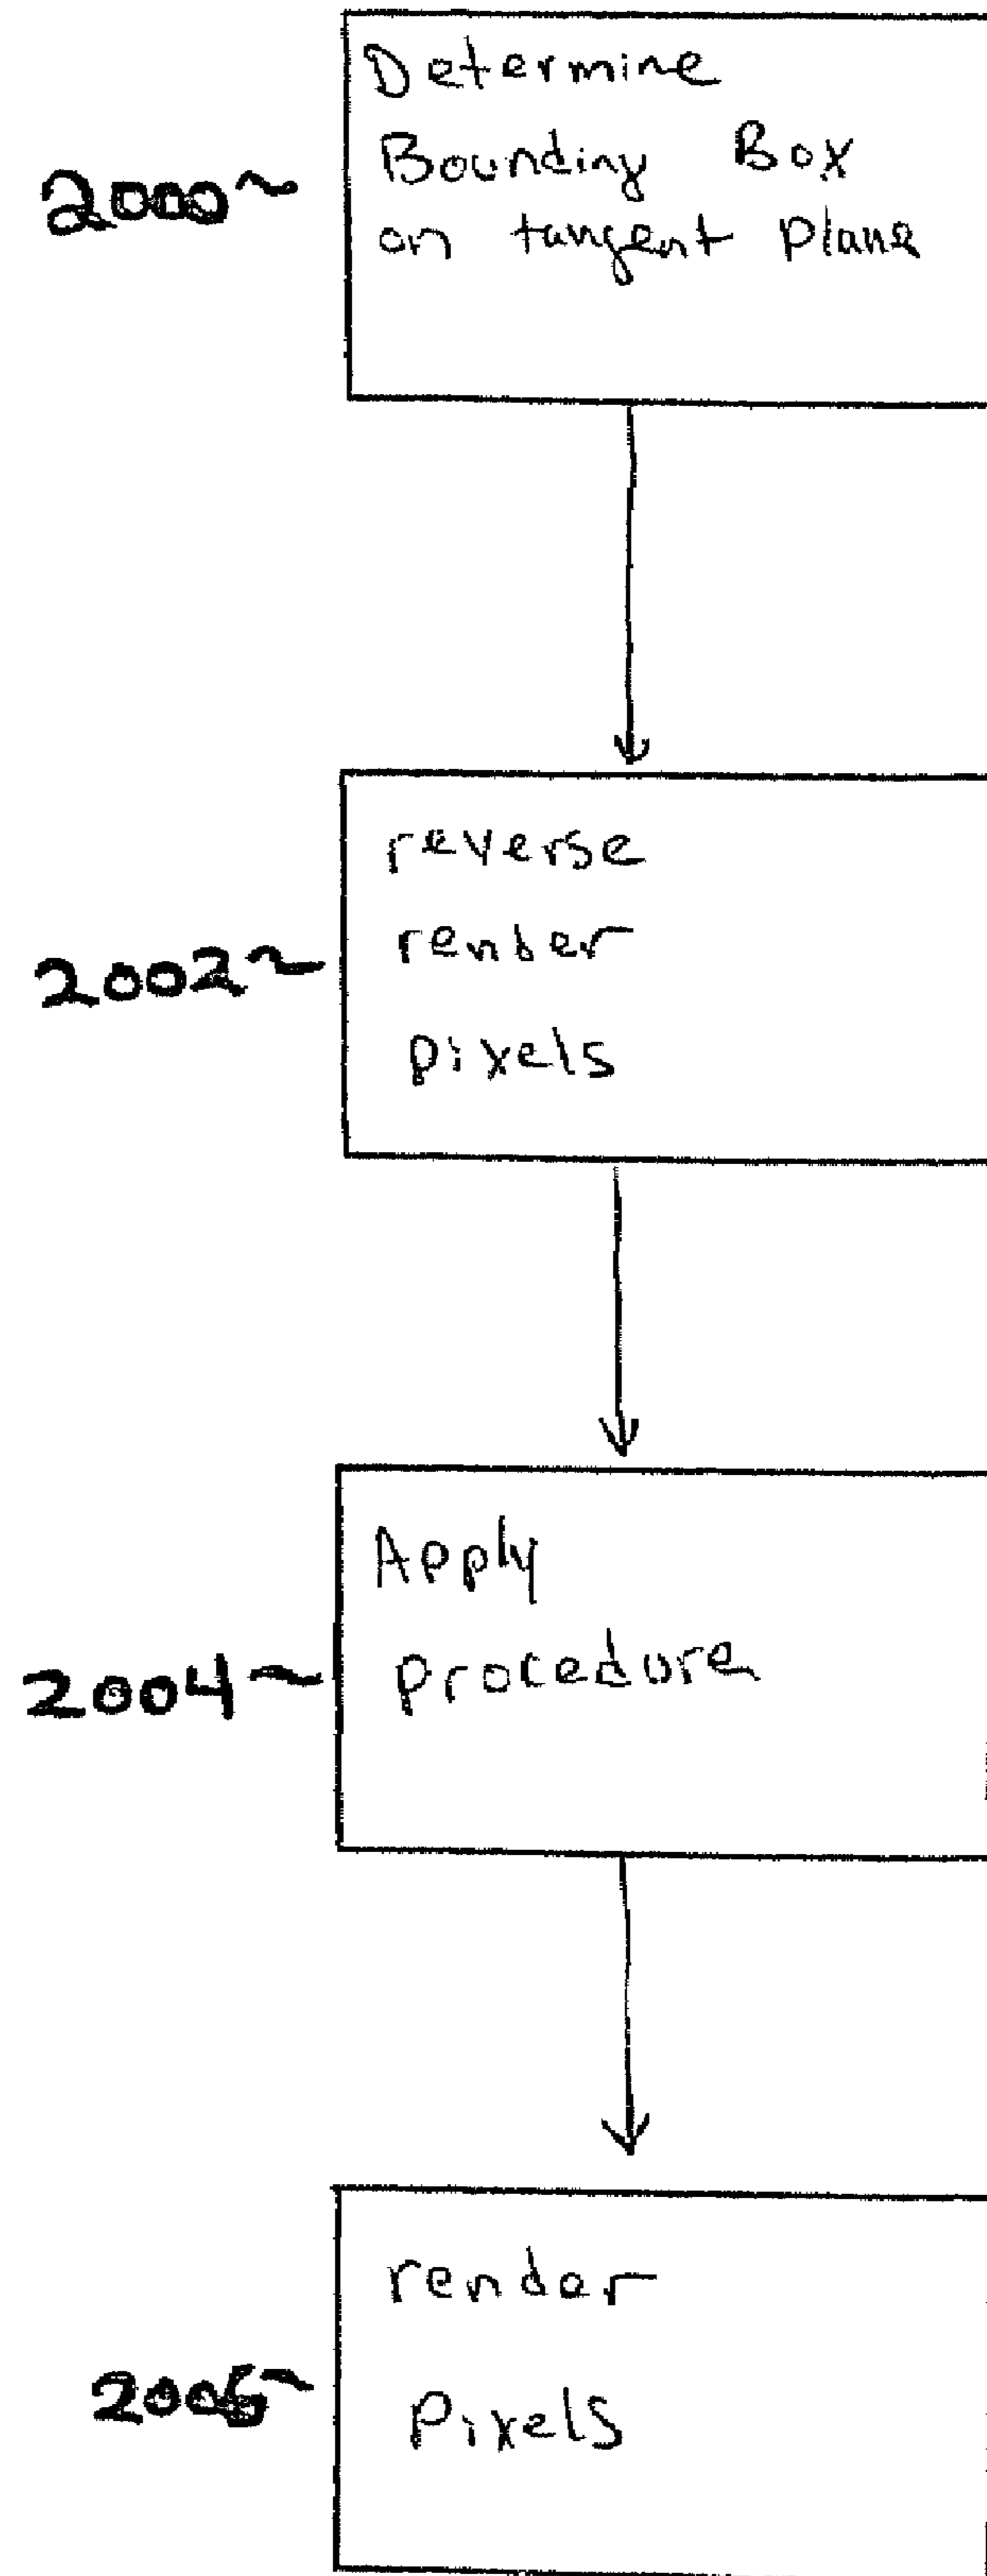 Determine
Bounding Box
2000~ on tangent Plane
reverse
render
2002~
pixels
Apply
2004~ Procedure
render
2006~ Pixels